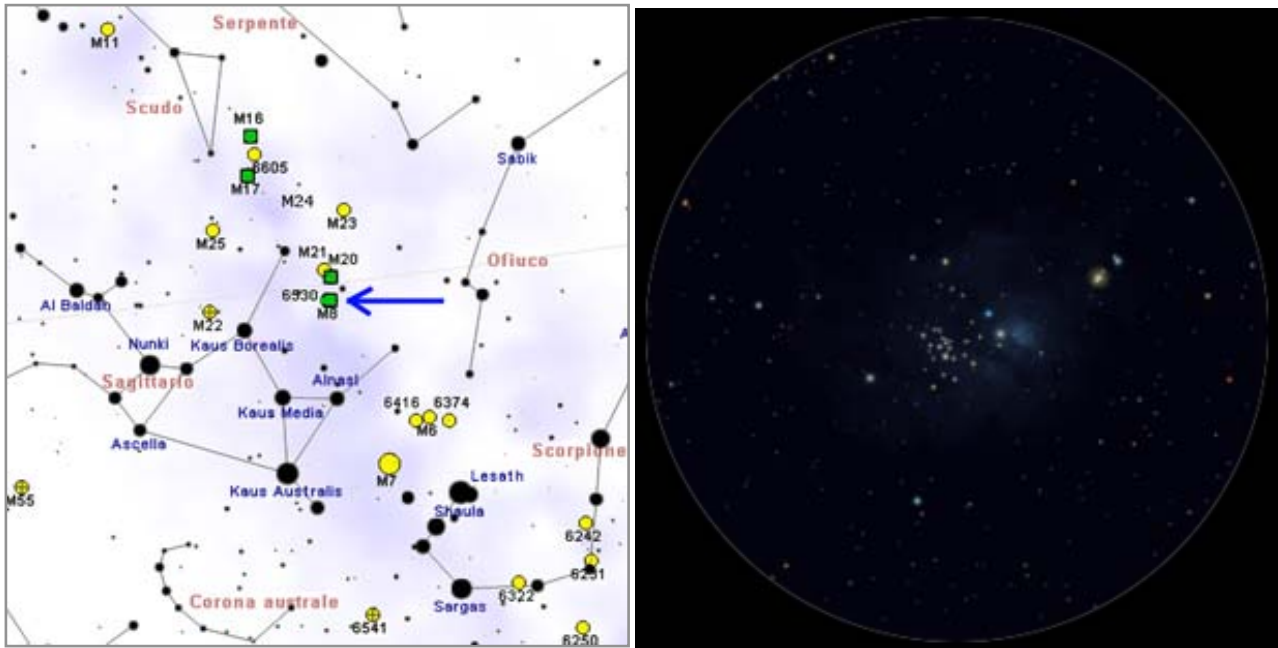 Serpente
M11
Scudo
M16
6605
M17
M24
M23
Sabik
M25
M21
M20
Ofiuco
6530
M8
Al Baldah
M22
Kaus Borealis
Nunki
Sagittario
Alnasl
Kaus Media
6416
6374
M6
Ascella
Scorpione
M7
Lesath
Kaus Australis
M55
Shaula
6242
6231
6322
Corona australe
Sargas
6541
6250